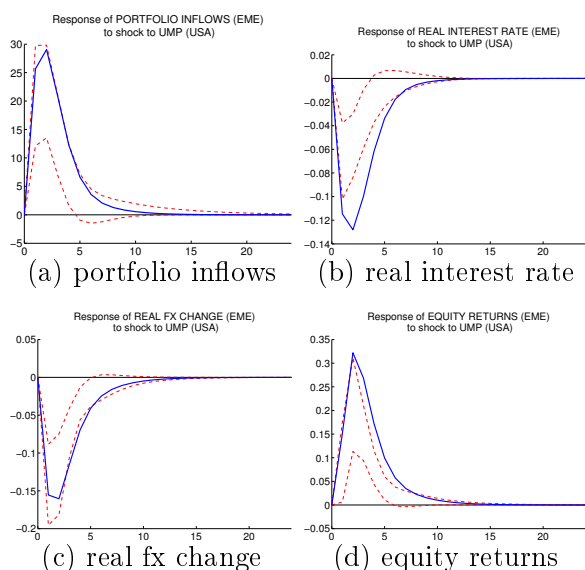 Response of PORTFOLIO INFLOWS (EME)
to shock to UMP (USA)
30
25
20
15
10
5
0
−5
0 5 10 15 20
(a) portfolio inflows
Response of REAL INTEREST RATE (EME)
to shock to UMP (USA)
0.02
0
−0.02
−0.04
−0.06
−0.08
−0.1
−0.12
−0.14
0 5 10 15 20
(b) real interest rate
Response of REAL FX CHANGE (EME)
to shock to UMP (USA)
0.05
0
−0.05
−0.1
−0.15
−0.2
0 5 10 15 20
(c) real fx change
Response of EQUITY RETURNS (EME)
to shock to UMP (USA)
0.35
0.3
0.25
0.2
0.15
0.1
0.05
0
−0.05
0 5 10 15 20
(d) equity returns